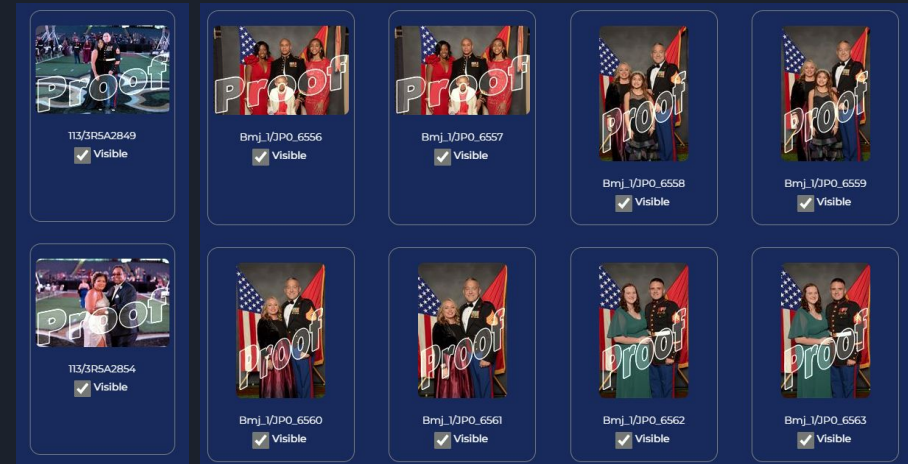 Proof
113/3R5A2849
Visible
Proof
Bmj_1/JP0_6556
Visible
Proof
Bmj_1/JP0_6557
Visible
Proof
Bmj_1/JP0_6558
Visible
Proof
Bmj_1/JP0_6559
Visible
Proof
113/3R5A2854
Visible
Proof
Bmj_1/JP0_6560
Visible
Proof
Bmj_1/JP0_6561
Visible
Proof
Bmj_1/JP0_6562
Visible
Proof
Bmj_1/JP0_6563
Visible